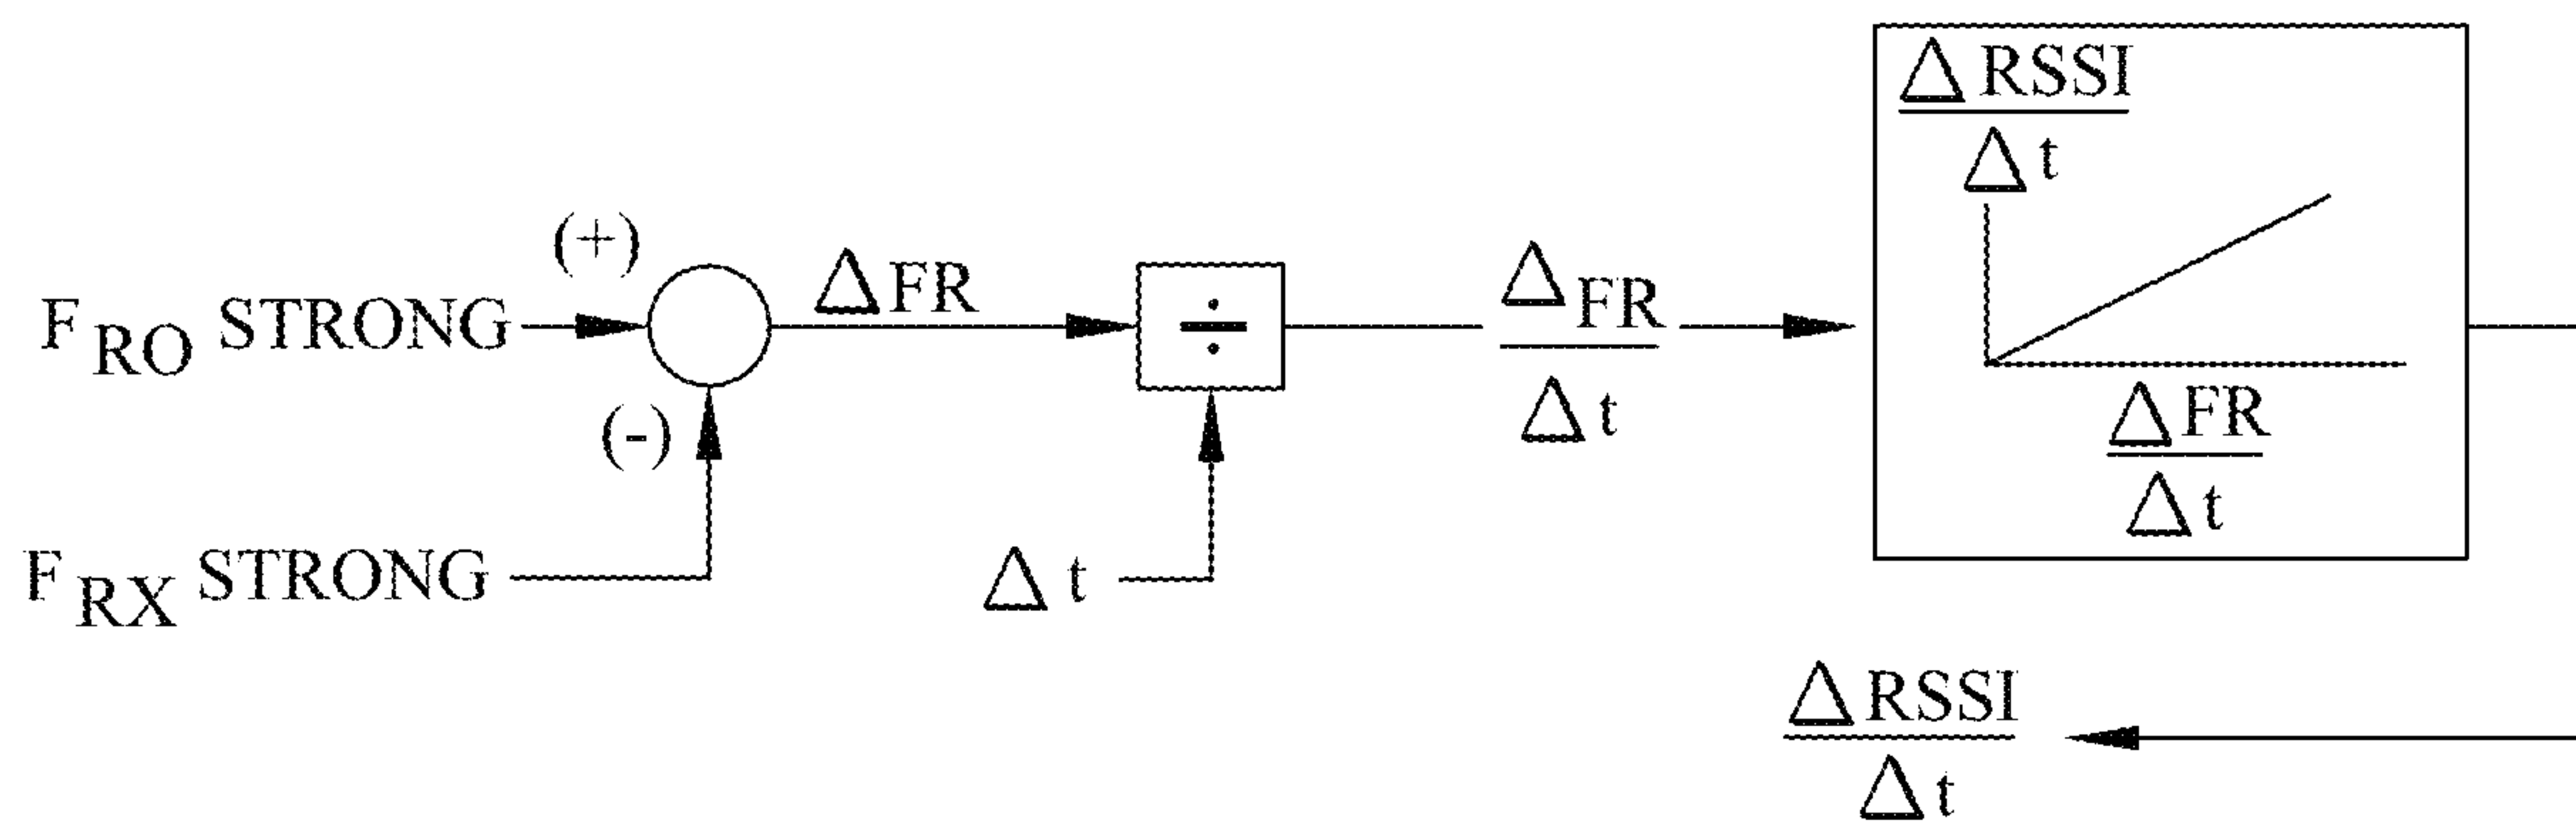 (+)
F RO STRONG
ΔFR
÷
ΔFR
Δt
ΔRSSI
Δt
ΔFR
Δt
(-)
F RX STRONG
Δt
ΔRSSI
Δt